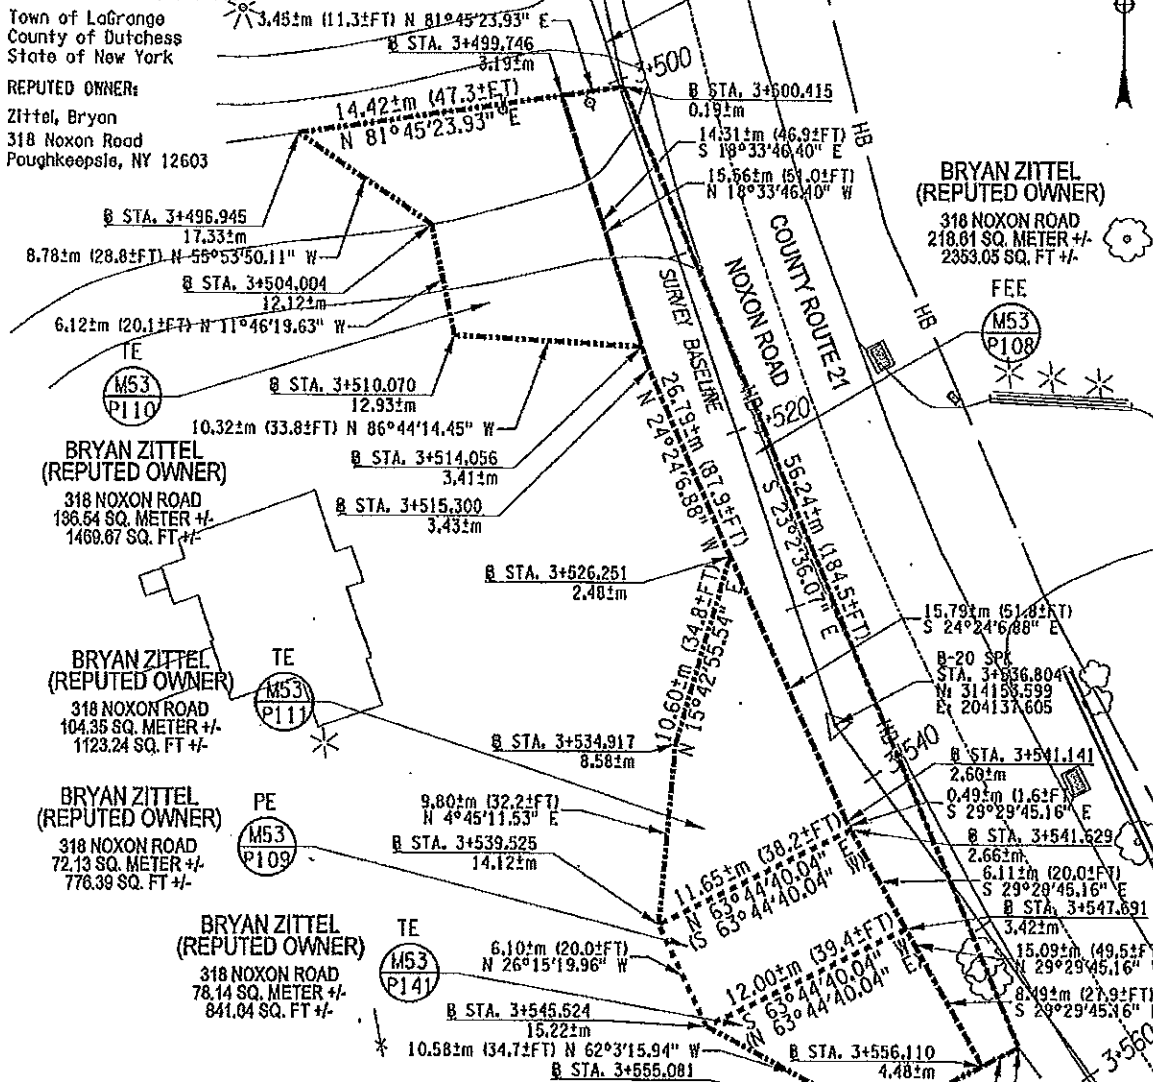 Town of LaGrange
County of Dutchess
State of New York
REPUTED OWNER:
Zittel, Bryan
318 Noxon Road
Poughkeepsie, NY 12603
3.45±m (11.3±FT) N 81°45'23.93" E
B STA. 3+499.746
3.19±m
14.42±m (47.3±FT)
N 81°45'23.93" E
3+500
B STA. 3+500.415
0.19±m
14.31±m (46.9±FT)
S 18°33'46.40" E
15.56±m (51.0±FT)
N 18°33'46.40" W
HB
BRYAN ZITTEL
(REPUTED OWNER)
318 NOXON ROAD
218.61 SQ. METER +/-
2353.05 SQ. FT +/-
FEE
M53
P108
B STA. 3+496.945
17.33±m
8.78±m (28.8±FT) N 55°53'50.11" W
B STA. 3+504.004
12.12±m
6.12±m (20.1±FT) N 11°46'19.63" W
TE
M53
P110
B STA. 3+510.070
12.93±m
10.32±m (33.8±FT) N 86°44'14.45" W
SURVEY BASELINE
NOXON ROAD
COUNTY ROUTE 21
HB
HB
3+520
BRYAN ZITTEL
(REPUTED OWNER)
318 NOXON ROAD
136.54 SQ. METER +/-
1469.67 SQ. FT +/-
B STA. 3+514.056
3.41±m
B STA. 3+515.300
3.43±m
26.79±m (87.9±FT)
N 24°24'6.88" W
56.24±m (184.5±FT)
S 23°2'36.07" E
B STA. 3+526.251
2.48±m
10.60±m (34.8±FT)
N 15°42'55.54" E
15.79±m (51.8±FT)
S 24°24'6.88" E
B-20 SPK
STA. 3+536.804
N: 314153.599
E: 204137.605
BRYAN ZITTEL
(REPUTED OWNER)
318 NOXON ROAD
104.35 SQ. METER +/-
1123.24 SQ. FT +/-
TE
M53
P111
B STA. 3+534.917
8.58±m
HB
3+540
B STA. 3+541.141
2.60±m
0.49±m (1.6±FT)
S 29°29'45.16" E
BRYAN ZITTEL
(REPUTED OWNER)
318 NOXON ROAD
72.13 SQ. METER +/-
776.39 SQ. FT +/-
PE
M53
P109
9.80±m (32.2±FT)
N 4°45'11.53" E
B STA. 3+539.525
14.12±m
11.65±m (38.2±FT)
N 63°44'40.04" E
(S 63°44'40.04" W)
B STA. 3+541.629
2.66±m
6.11±m (20.0±FT)
S 29°29'45.16" E
B STA. 3+547.691
3.42±m
BRYAN ZITTEL
(REPUTED OWNER)
318 NOXON ROAD
78.14 SQ. METER +/-
841.04 SQ. FT +/-
TE
M53
P141
6.10±m (20.0±FT)
N 26°15'19.96" W
12.00±m (39.4±FT)
S 63°44'40.04" W
(N 63°44'40.04" E
15.09±m (49.5±F
N 29°29'45.16"
8.49±m (27.9±FT)
S 29°29'45.16" E
B STA. 3+545.524
15.22±m
10.58±m (34.7±FT) N 62°3'15.94" W
B STA. 3+555.081
B STA. 3+556.110
4.48±m
3+560